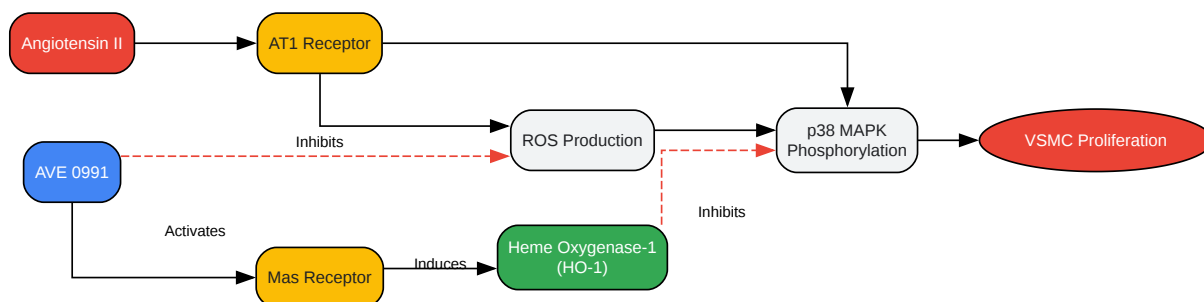 Angiotensin II
AT1 Receptor
ROS Production
p38 MAPK
Phosphorylation
VSMC Proliferation
Inhibits
AVE 0991
Activates
Inhibits
Mas Receptor
Induces
Heme Oxygenase-1
(HO-1)